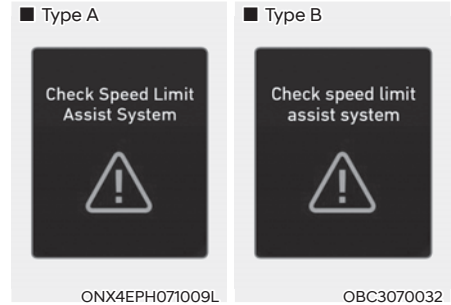 ■ Type A
Check Speed Limit
Assist System
ONX4EPH071009L
■ Type B
Check speed limit
assist system
OBC3070032